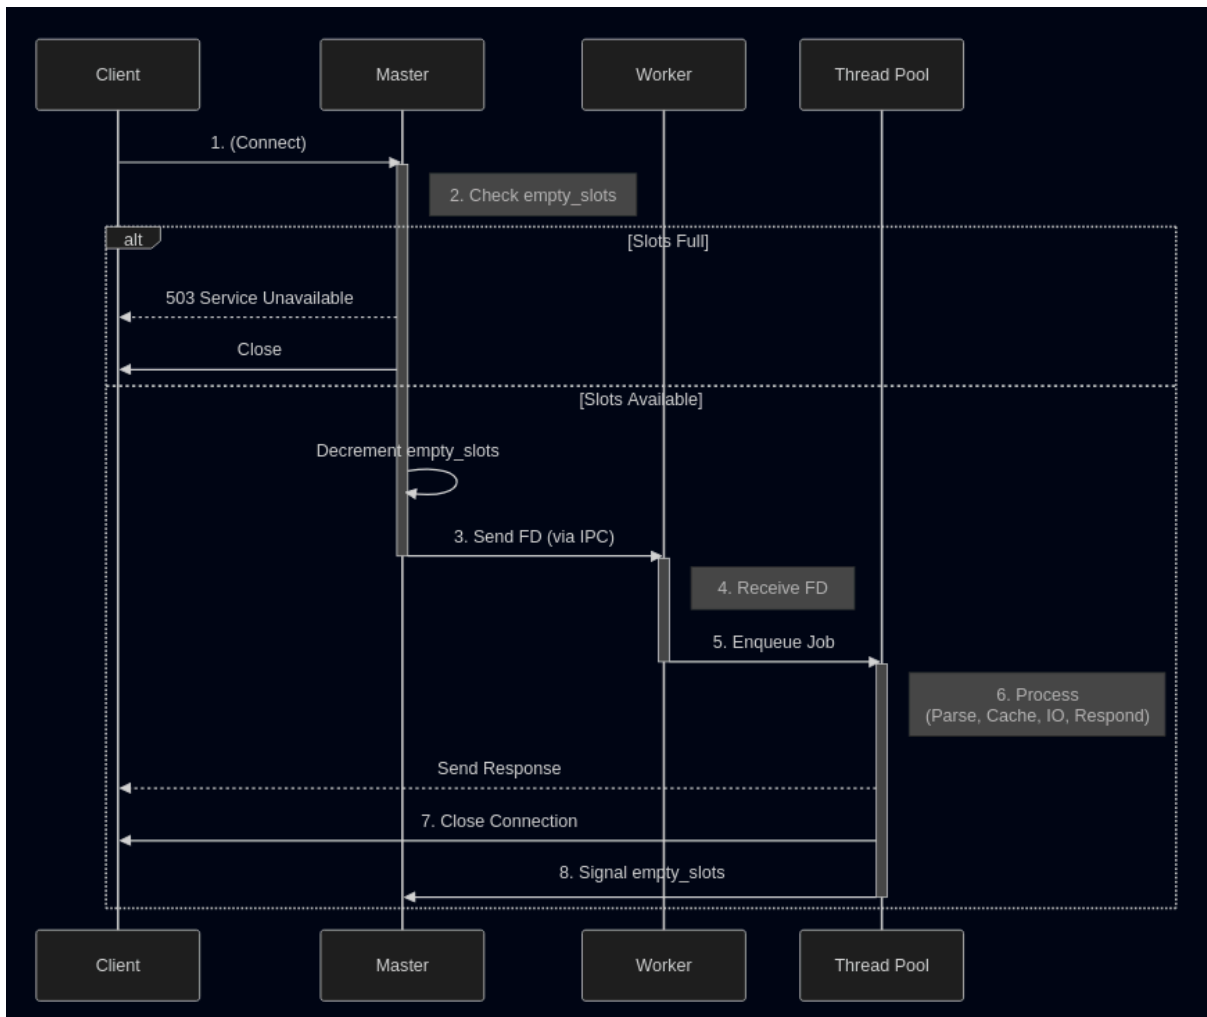 Client
Master
Worker
Thread Pool
1. (Connect)
2. Check empty_slots
alt
[Slots Full]
503 Service Unavailable
Close
[Slots Available]
Decrement empty_slots
3. Send FD (via IPC)
4. Receive FD
5. Enqueue Job
6. Process
(Parse, Cache, IO, Respond)
Send Response
7. Close Connection
8. Signal empty_slots
Client
Master
Worker
Thread Pool